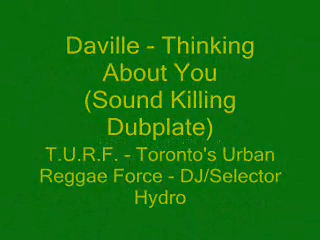 Daville - Thinking
About You
(Sound Killing
Dubplate)
T.U.R.F. - Toronto's Urban
Reggae Force - DJ/Selector
Hydro